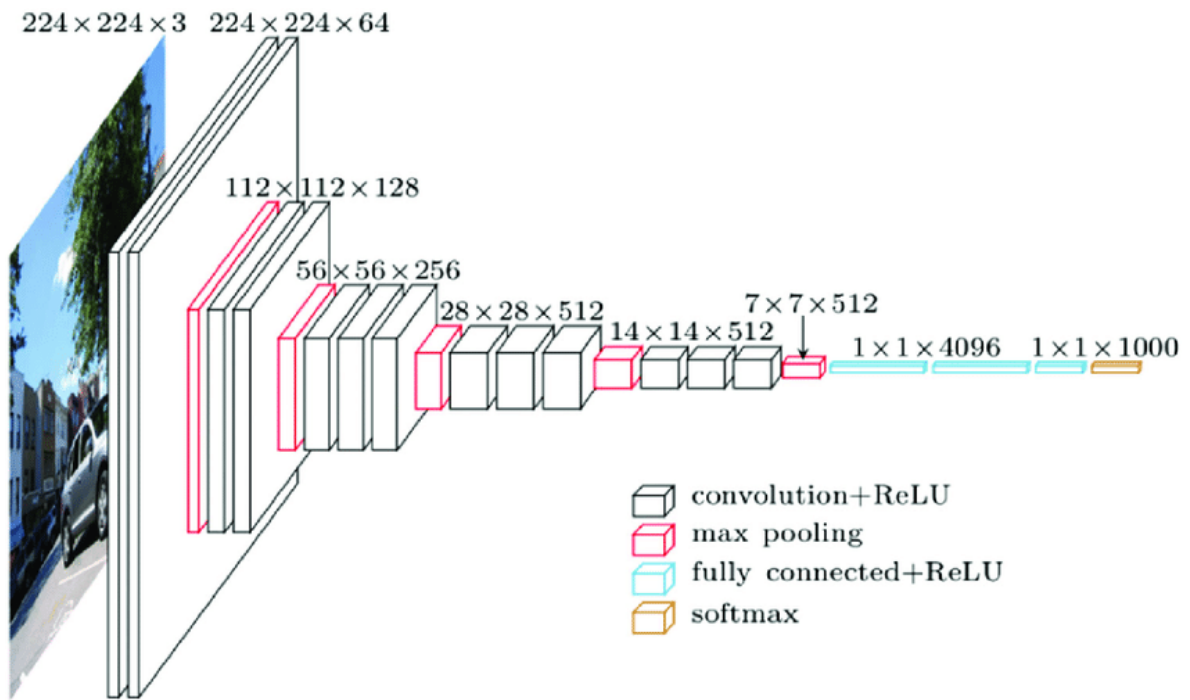 224×224×3
224×224×64
112×112×128
56×56×256
28×28×512
14×14×512
7×7×512
1×1×4096
1×1×1000
convolution+ReLU
max pooling
fully connected+ReLU
softmax